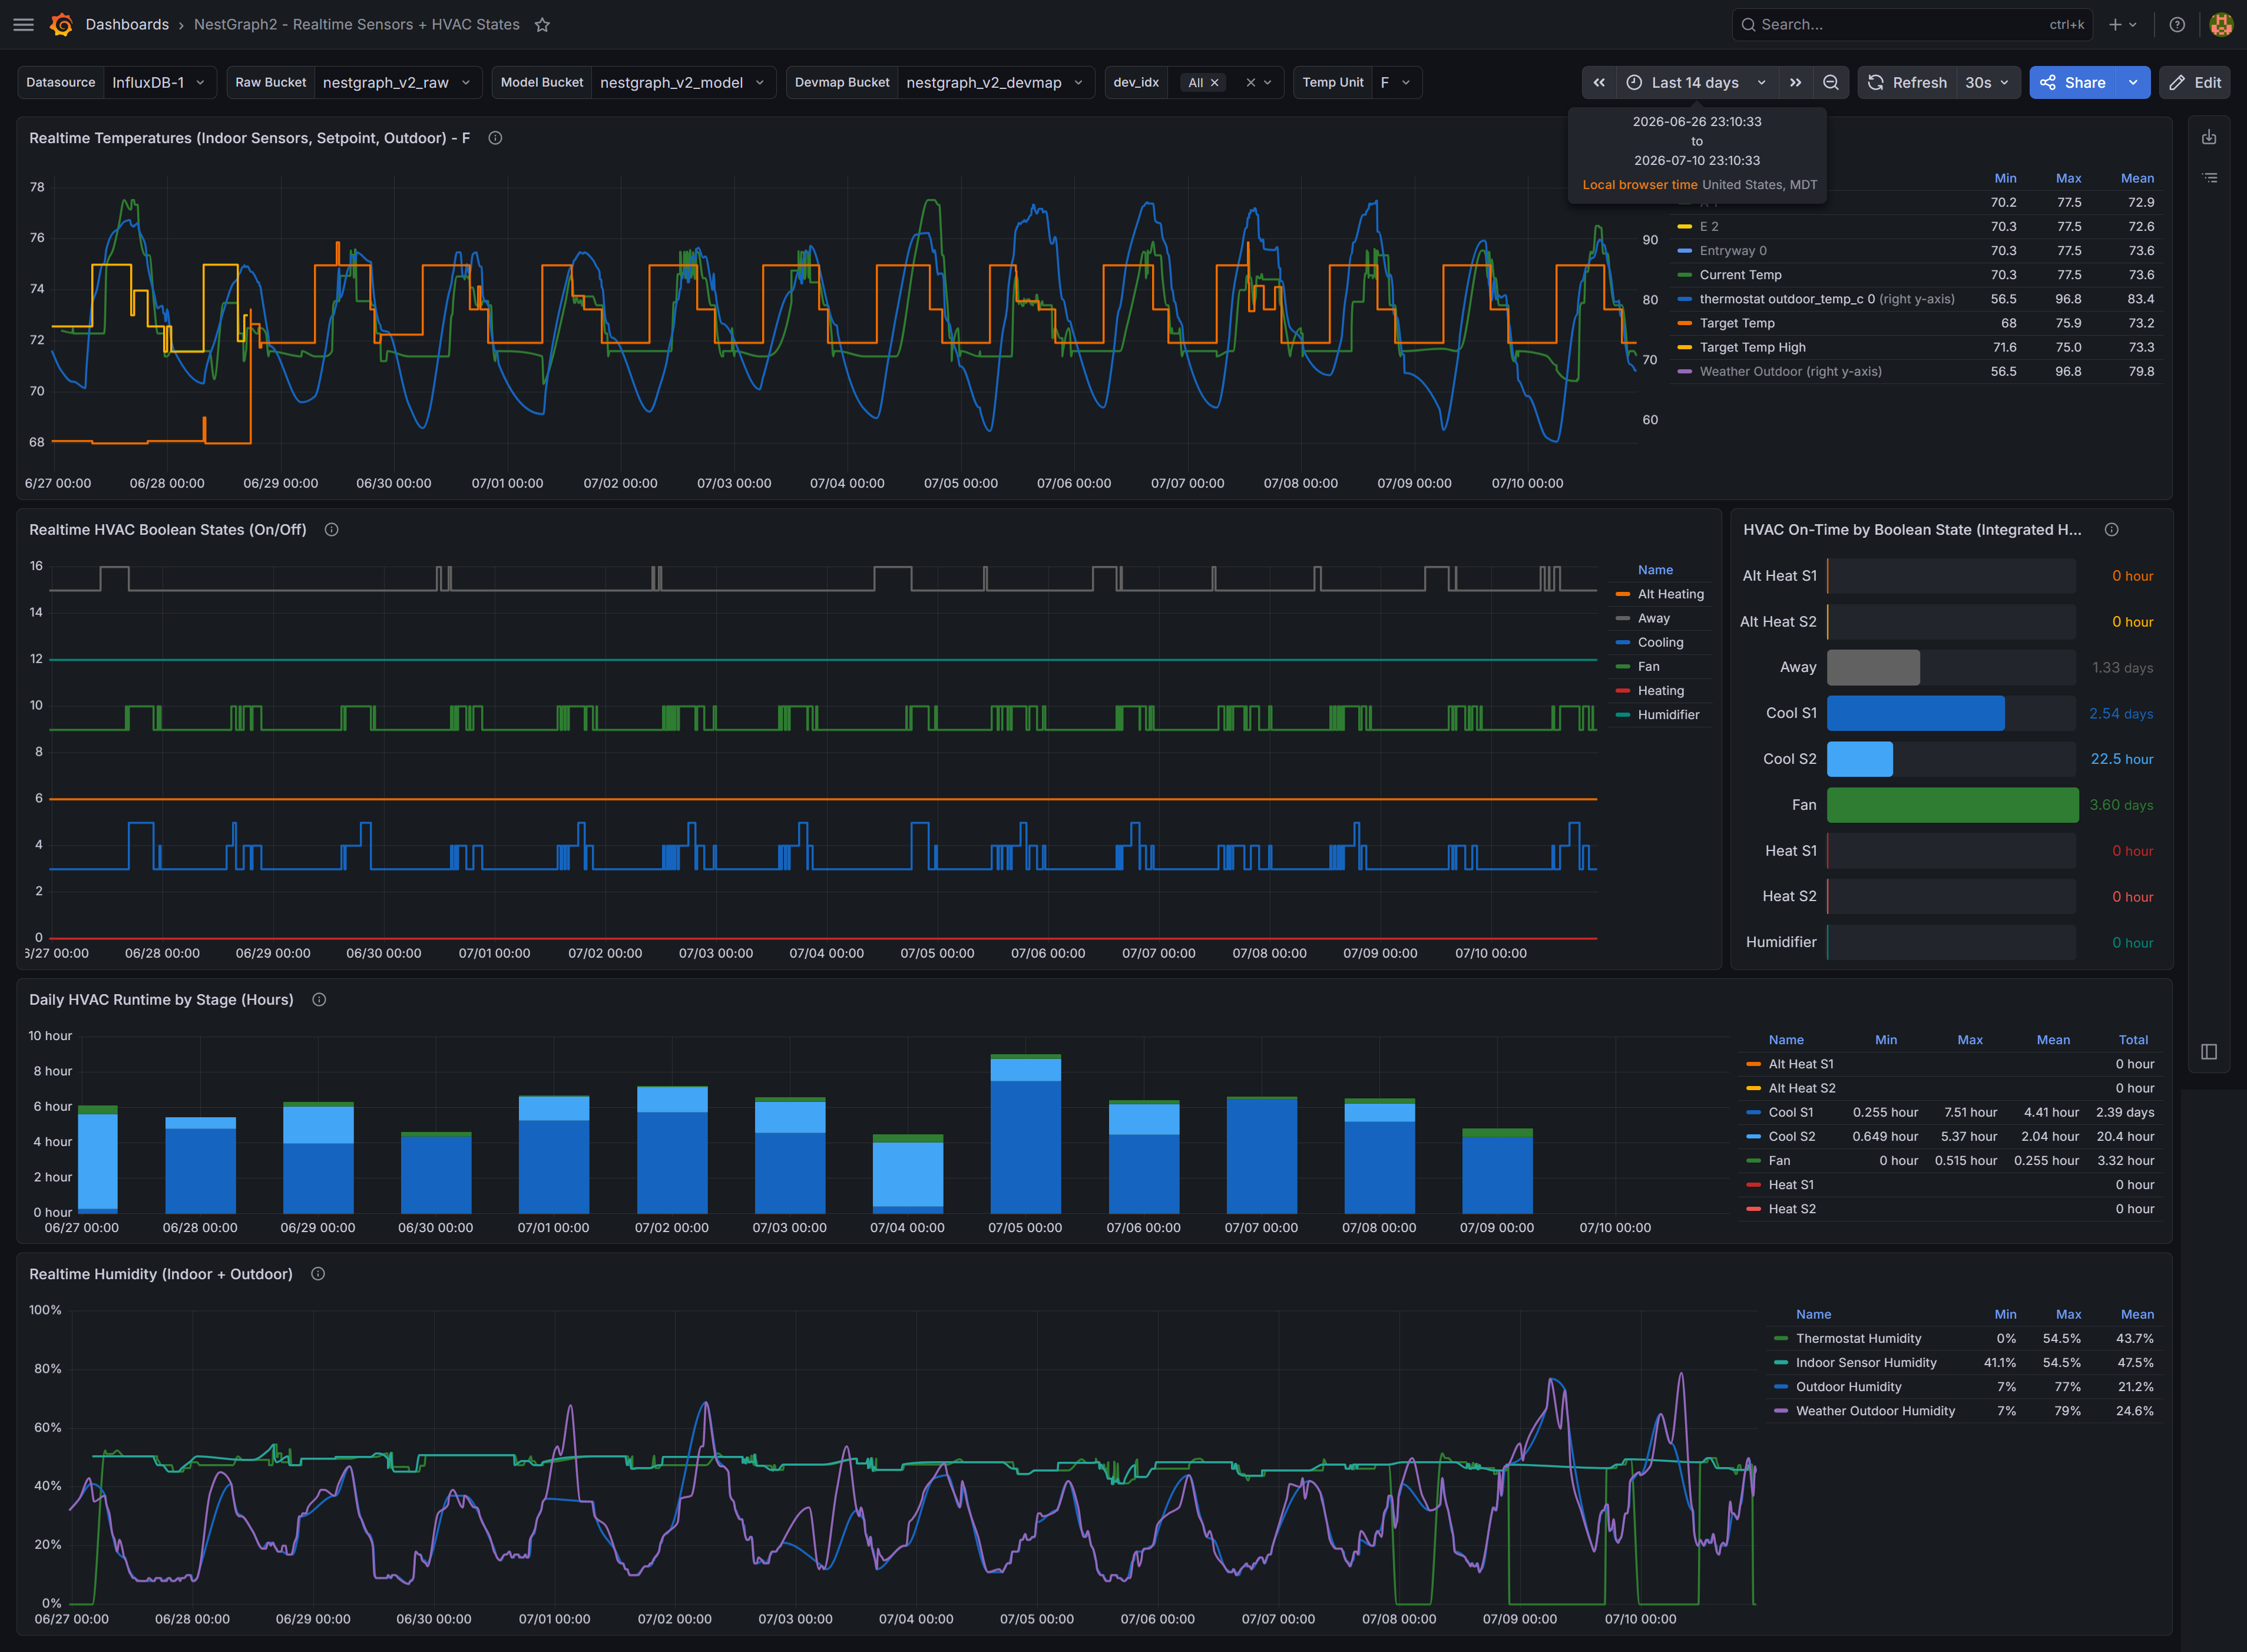 Dashboards › NestGraph2 - Realtime Sensors + HVAC States
Search... ctrl+k
Datasource InfluxDB-1 Raw Bucket nestgraph_v2_raw Model Bucket nestgraph_v2_model Devmap Bucket nestgraph_v2_devmap dev_idx All Temp Unit F Last 14 days Refresh 30s Share Edit
2026-06-26 23:10:33
to
2026-07-10 23:10:33
Local browser time United States, MDT
Realtime Temperatures (Indoor Sensors, Setpoint, Outdoor) - F
78
76
74
72
70
68
90
80
70
60
6/27 00:00 06/28 00:00 06/29 00:00 06/30 00:00 07/01 00:00 07/02 00:00 07/03 00:00 07/04 00:00 07/05 00:00 07/06 00:00 07/07 00:00 07/08 00:00 07/09 00:00 07/10 00:00
Min Max Mean
70.2 77.5 72.9
E 2 70.3 77.5 72.6
Entryway 0 70.3 77.5 73.6
Current Temp 70.3 77.5 73.6
thermostat outdoor_temp_c 0 (right y-axis) 56.5 96.8 83.4
Target Temp 68 75.9 73.2
Target Temp High 71.6 75.0 73.3
Weather Outdoor (right y-axis) 56.5 96.8 79.8
Realtime HVAC Boolean States (On/Off)
16
14
12
10
8
6
4
2
0
5/27 00:00 06/28 00:00 06/29 00:00 06/30 00:00 07/01 00:00 07/02 00:00 07/03 00:00 07/04 00:00 07/05 00:00 07/06 00:00 07/07 00:00 07/08 00:00 07/09 00:00 07/10 00:00
Name
Alt Heating
Away
Cooling
Fan
Heating
Humidifier
HVAC On-Time by Boolean State (Integrated H...
Alt Heat S1 0 hour
Alt Heat S2 0 hour
Away 1.33 days
Cool S1 2.54 days
Cool S2 22.5 hour
Fan 3.60 days
Heat S1 0 hour
Heat S2 0 hour
Humidifier 0 hour
Daily HVAC Runtime by Stage (Hours)
10 hour
8 hour
6 hour
4 hour
2 hour
0 hour
06/27 00:00 06/28 00:00 06/29 00:00 06/30 00:00 07/01 00:00 07/02 00:00 07/03 00:00 07/04 00:00 07/05 00:00 07/06 00:00 07/07 00:00 07/08 00:00 07/09 00:00 07/10 00:00
Name Min Max Mean Total
Alt Heat S1 0 hour
Alt Heat S2 0 hour
Cool S1 0.255 hour 7.51 hour 4.41 hour 2.39 days
Cool S2 0.649 hour 5.37 hour 2.04 hour 20.4 hour
Fan 0 hour 0.515 hour 0.255 hour 3.32 hour
Heat S1 0 hour
Heat S2 0 hour
Realtime Humidity (Indoor + Outdoor)
100%
80%
60%
40%
20%
0%
06/27 00:00 06/28 00:00 06/29 00:00 06/30 00:00 07/01 00:00 07/02 00:00 07/03 00:00 07/04 00:00 07/05 00:00 07/06 00:00 07/07 00:00 07/08 00:00 07/09 00:00 07/10 00:00
Name Min Max Mean
Thermostat Humidity 0% 54.5% 43.7%
Indoor Sensor Humidity 41.1% 54.5% 47.5%
Outdoor Humidity 7% 77% 21.2%
Weather Outdoor Humidity 7% 79% 24.6%